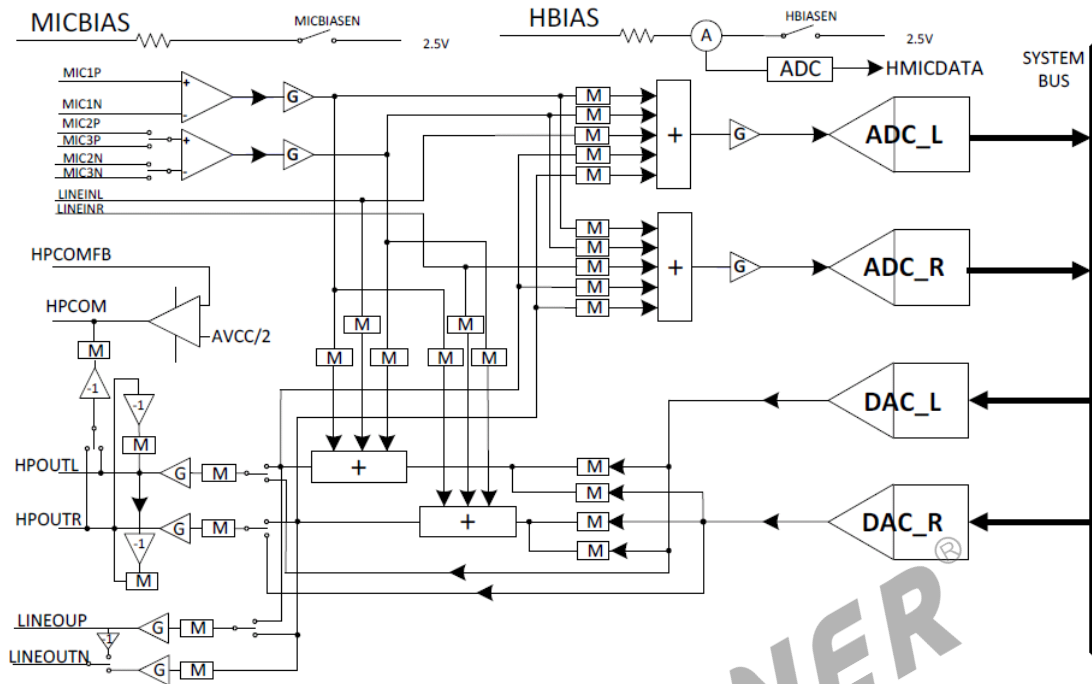 MICBIAS
MICBIASEN
2.5V
HBIAS
HBIASEN
2.5V
A
ADC
HMICDATA
SYSTEM
BUS
MIC1P
MIC1N
MIC2P
MIC3P
MIC2N
MIC3N
LINEINL
LINEINR
+
-
+
-
G
G
M
M
M
M
M
+
G
ADC_L
M
M
M
M
M
+
G
ADC_R
HPCOMFB
HPCOM
AVCC/2
M
-1
-1
M
M
M
M
M
M
M
DAC_L
HPOUTL
G
M
+
M
M
HPOUTR
G
M
+
M
M
DAC_R
-1
M
LINEOUP
G
M
-1
LINEOUTN
G
M
NER®